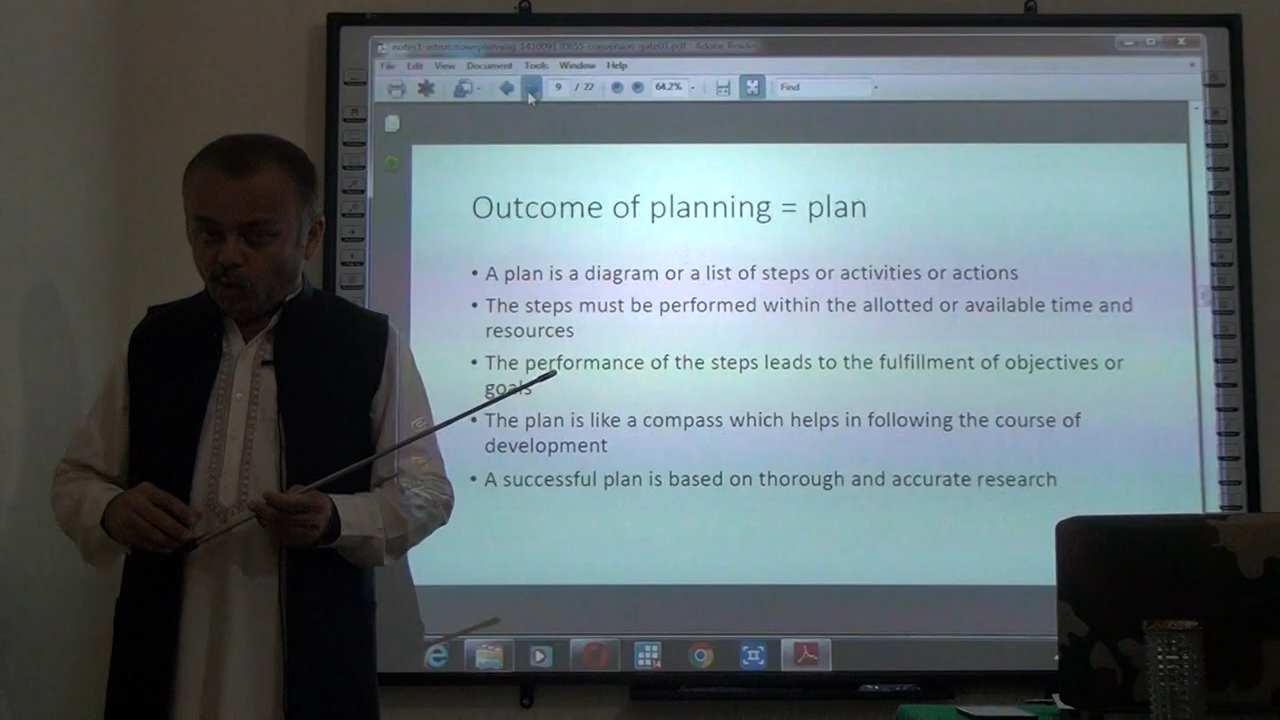 Adobe Reader
File Edit View Document Tools Window Help
9 / 22 64.2% Find
Outcome of planning = plan
• A plan is a diagram or a list of steps or activities or actions
• The steps must be performed within the allotted or available time and
resources
• The performance of the steps leads to the fulfillment of objectives or
goals
• The plan is like a compass which helps in following the course of
development
• A successful plan is based on thorough and accurate research